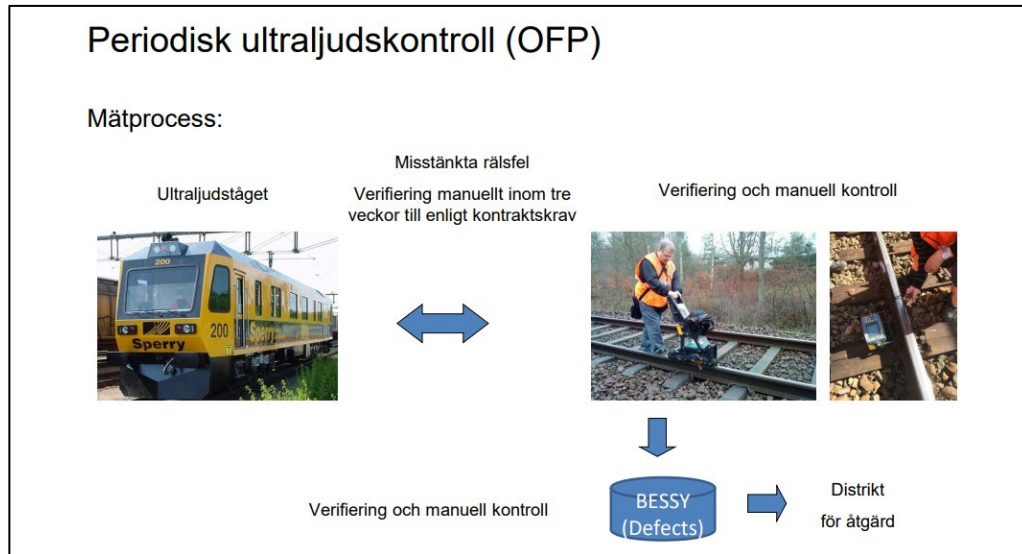 Periodisk ultraljudskontroll (OFP)
Mätprocess:
Ultraljudståget
Misstänkta rälsfel
Verifiering manuellt inom tre
veckor till enligt kontraktskrav
Verifiering och manuell kontroll
200
200
Sperry
Sperry
Verifiering och manuell kontroll
BESSY
(Defects)
Distrikt
för åtgärd